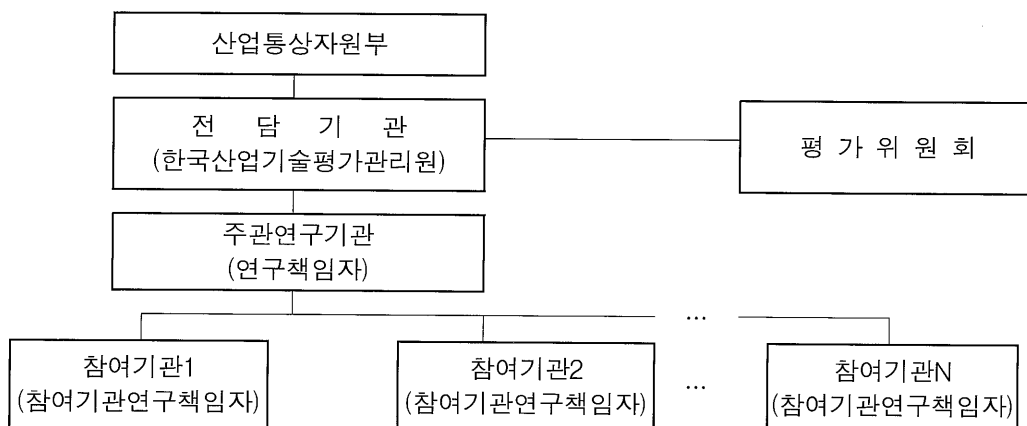 산업통상자원부
전 담 기 관
(한국산업기술평가관리원)
평 가 위 원 회
주관연구기관
(연구책임자)
...
참여기관1
(참여기관연구책임자)
참여기관2
(참여기관연구책임자)
...
참여기관N
(참여기관연구책임자)